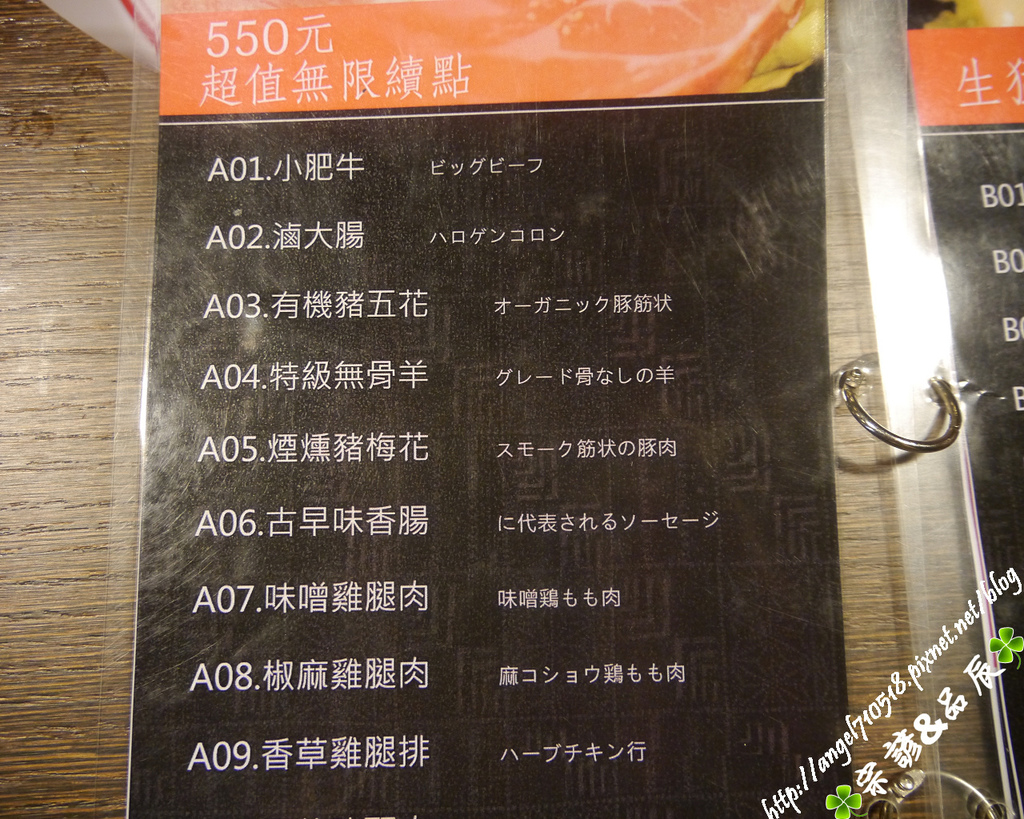 550元
超值無限續點
A01.小肥牛 ビッグビーフ
A02.滷大腸 ハロゲンコロン
A03.有機豬五花 オーガニック豚筋状
A04.特級無骨羊 グレード骨なしの羊
A05.煙燻豬梅花 スモーク筋状の豚肉
A06.古早味香腸 に代表されるソーセージ
A07.味噌雞腿肉 味噌鶏もも肉
A08.椒麻雞腿肉 麻コショウ鶏もも肉
A09.香草雞腿排 ハーブチキン行
生
B01
http://angel710518.pixnet.net/blog
宗諺&品辰